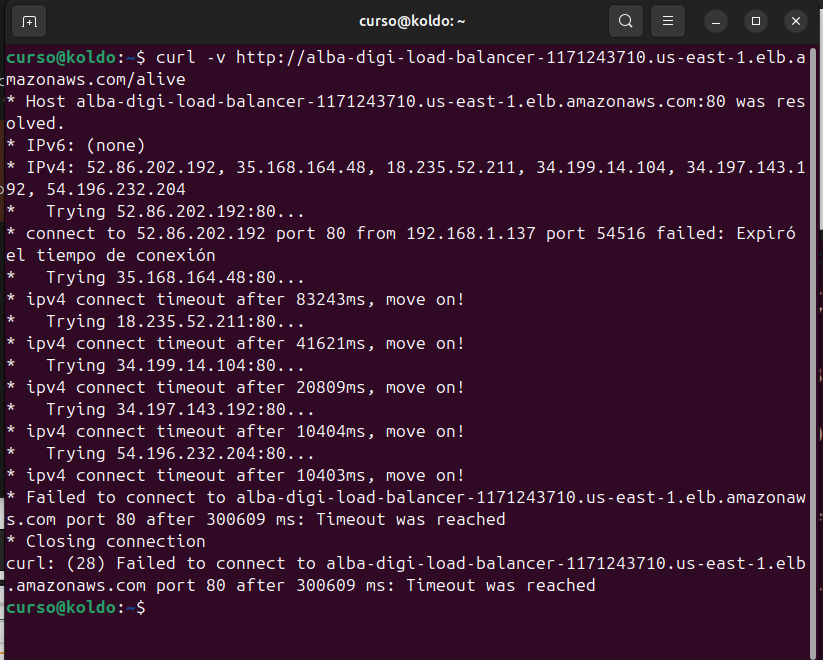 curso@koldo: ~
curso@koldo:~$ curl -v http://alba-digi-load-balancer-1171243710.us-east-1.elb.a
mazonaws.com/alive
* Host alba-digi-load-balancer-1171243710.us-east-1.elb.amazonaws.com:80 was res
olved.
* IPv6: (none)
* IPv4: 52.86.202.192, 35.168.164.48, 18.235.52.211, 34.199.14.104, 34.197.143.1
92, 54.196.232.204
*   Trying 52.86.202.192:80...
* connect to 52.86.202.192 port 80 from 192.168.1.137 port 54516 failed: Expiró
el tiempo de conexión
*   Trying 35.168.164.48:80...
* ipv4 connect timeout after 83243ms, move on!
*   Trying 18.235.52.211:80...
* ipv4 connect timeout after 41621ms, move on!
*   Trying 34.199.14.104:80...
* ipv4 connect timeout after 20809ms, move on!
*   Trying 34.197.143.192:80...
* ipv4 connect timeout after 10404ms, move on!
*   Trying 54.196.232.204:80...
* ipv4 connect timeout after 10403ms, move on!
* Failed to connect to alba-digi-load-balancer-1171243710.us-east-1.elb.amazonaw
s.com port 80 after 300609 ms: Timeout was reached
* Closing connection
curl: (28) Failed to connect to alba-digi-load-balancer-1171243710.us-east-1.elb
.amazonaws.com port 80 after 300609 ms: Timeout was reached
curso@koldo:~$